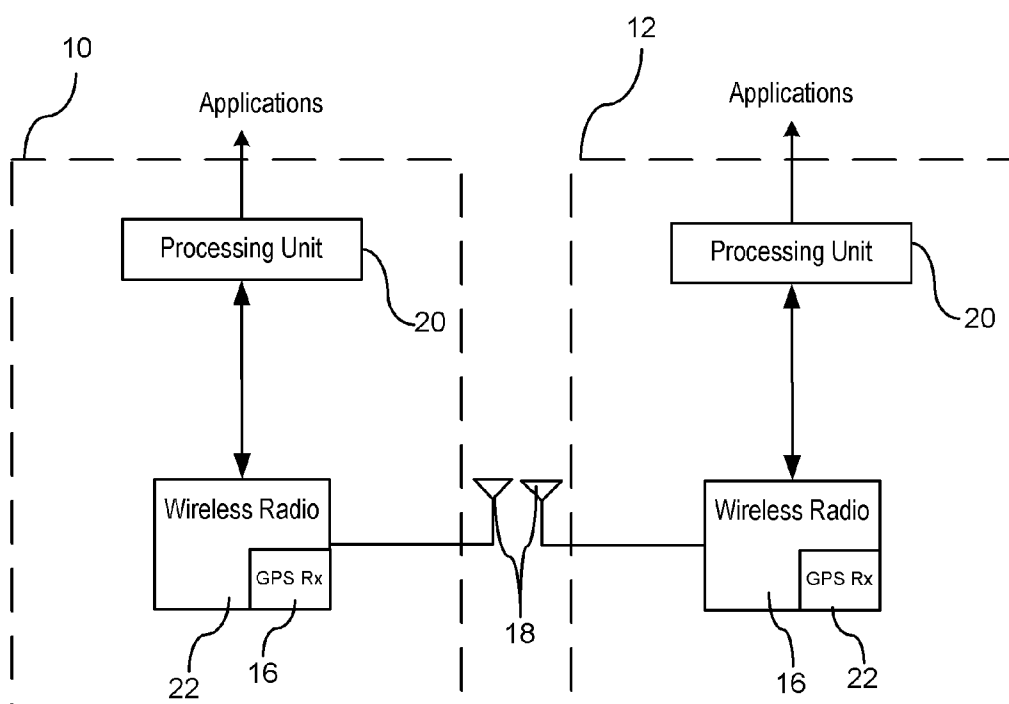 10
12
Applications
Applications
Processing Unit
Processing Unit
20
20
Wireless Radio
Wireless Radio
GPS Rx
GPS Rx
22
16
18
16
22